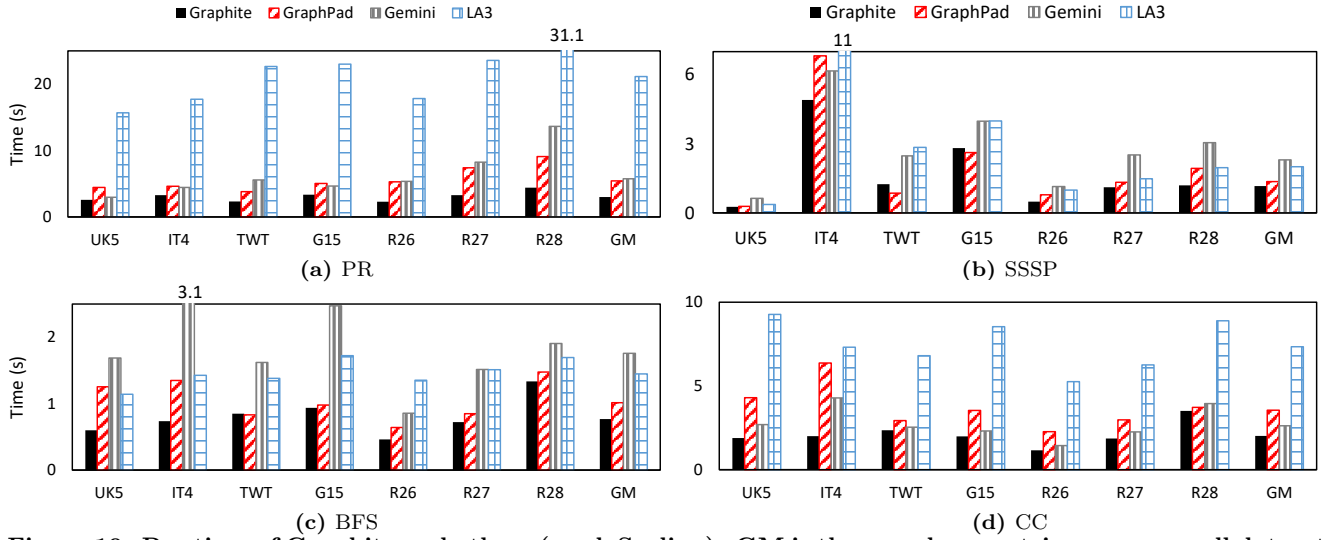 Graphite GraphPad Gemini LA3
31.1
Time (s)
20
10
0
UK5 IT4 TWT G15 R26 R27 R28 GM
(a) PR
Graphite GraphPad Gemini LA3
11
6
3
0
UK5 IT4 TWT G15 R26 R27 R28 GM
(b) SSSP
3.1
Time (s)
2
1
0
UK5 IT4 TWT G15 R26 R27 R28 GM
(c) BFS
10
5
0
UK5 IT4 TWT G15 R26 R27 R28 GM
(d) CC